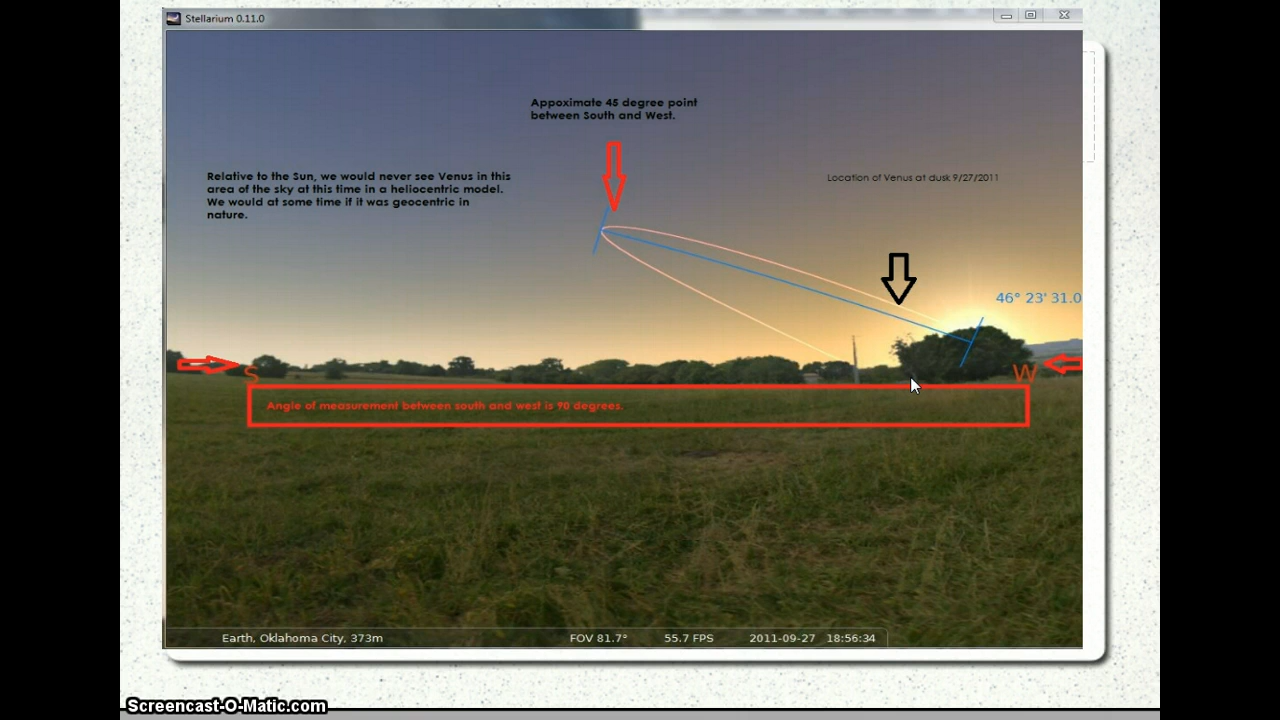 Stellarium 0.11.0
Appoximate 45 degree point
between South and West.
Relative to the Sun, we would never see Venus in this
area of the sky at this time in a heliocentric model.
We would at some time if it was geocentric in
nature.
Location of Venus at dusk 9/27/2011
46° 23' 31.0
S
W
Angle of measurement between south and west is 90 degrees.
Earth, Oklahoma City, 373m FOV 81.7° 55.7 FPS 2011-09-27 18:56:34
Screencast-O-Matic.com